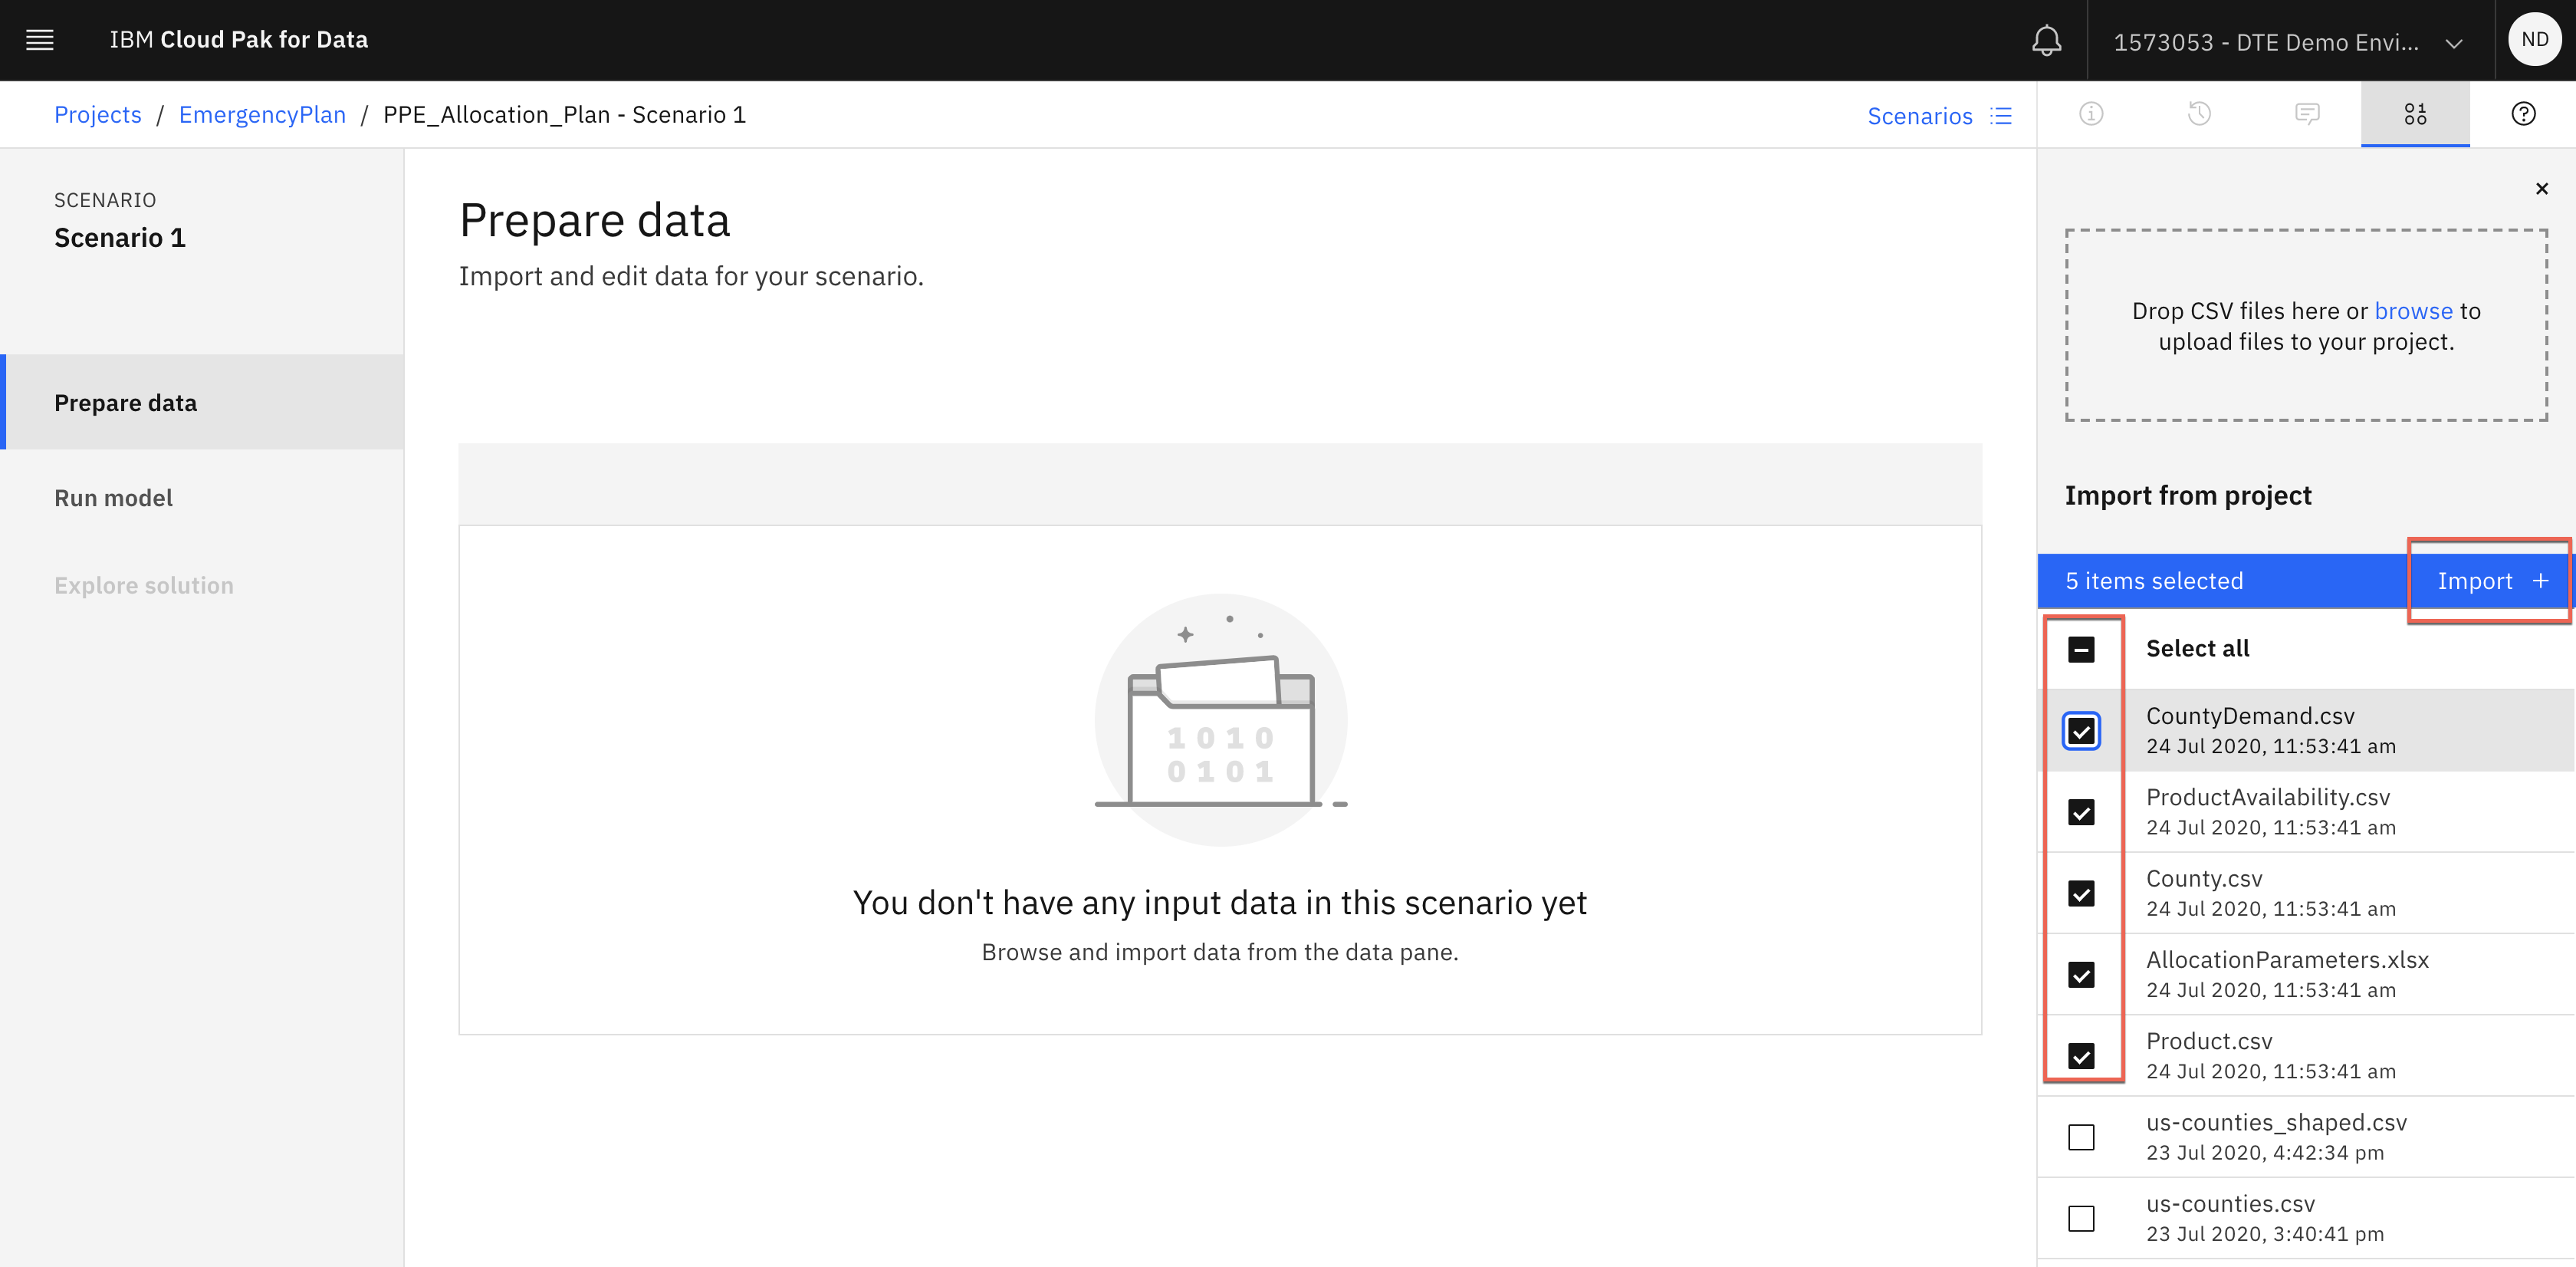 IBM Cloud Pak for Data
1573053 - DTE Demo Envi...
ND
Projects / EmergencyPlan / PPE_Allocation_Plan - Scenario 1
Scenarios
SCENARIO
Scenario 1
Prepare data
Run model
Explore solution
Prepare data
Import and edit data for your scenario.
1 0 1 0
0 1 0 1
You don't have any input data in this scenario yet
Browse and import data from the data pane.
Drop CSV files here or browse to
upload files to your project.
Import from project
5 items selected
Import +
Select all
CountyDemand.csv
24 Jul 2020, 11:53:41 am
ProductAvailability.csv
24 Jul 2020, 11:53:41 am
County.csv
24 Jul 2020, 11:53:41 am
AllocationParameters.xlsx
24 Jul 2020, 11:53:41 am
Product.csv
24 Jul 2020, 11:53:41 am
us-counties_shaped.csv
23 Jul 2020, 4:42:34 pm
us-counties.csv
23 Jul 2020, 3:40:41 pm